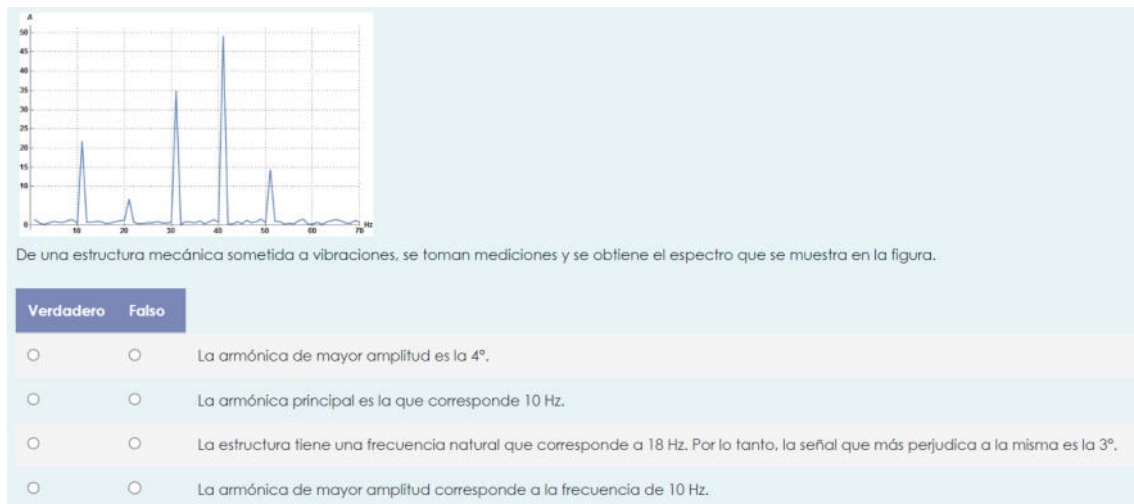 A
50
45
40
35
30
25
20
15
10
0
10 20 30 40 50 60 70 Hz
De una estructura mecánica sometida a vibraciones, se toman mediciones y se obtiene el espectro que se muestra en la figura.
Verdadero Falso
La armónica de mayor amplitud es la 4º.
La armónica principal es la que corresponde 10 Hz.
La estructura tiene una frecuencia natural que corresponde a 18 Hz. Por lo tanto, la señal que más perjudica a la misma es la 3º.
La armónica de mayor amplitud corresponde a la frecuencia de 10 Hz.